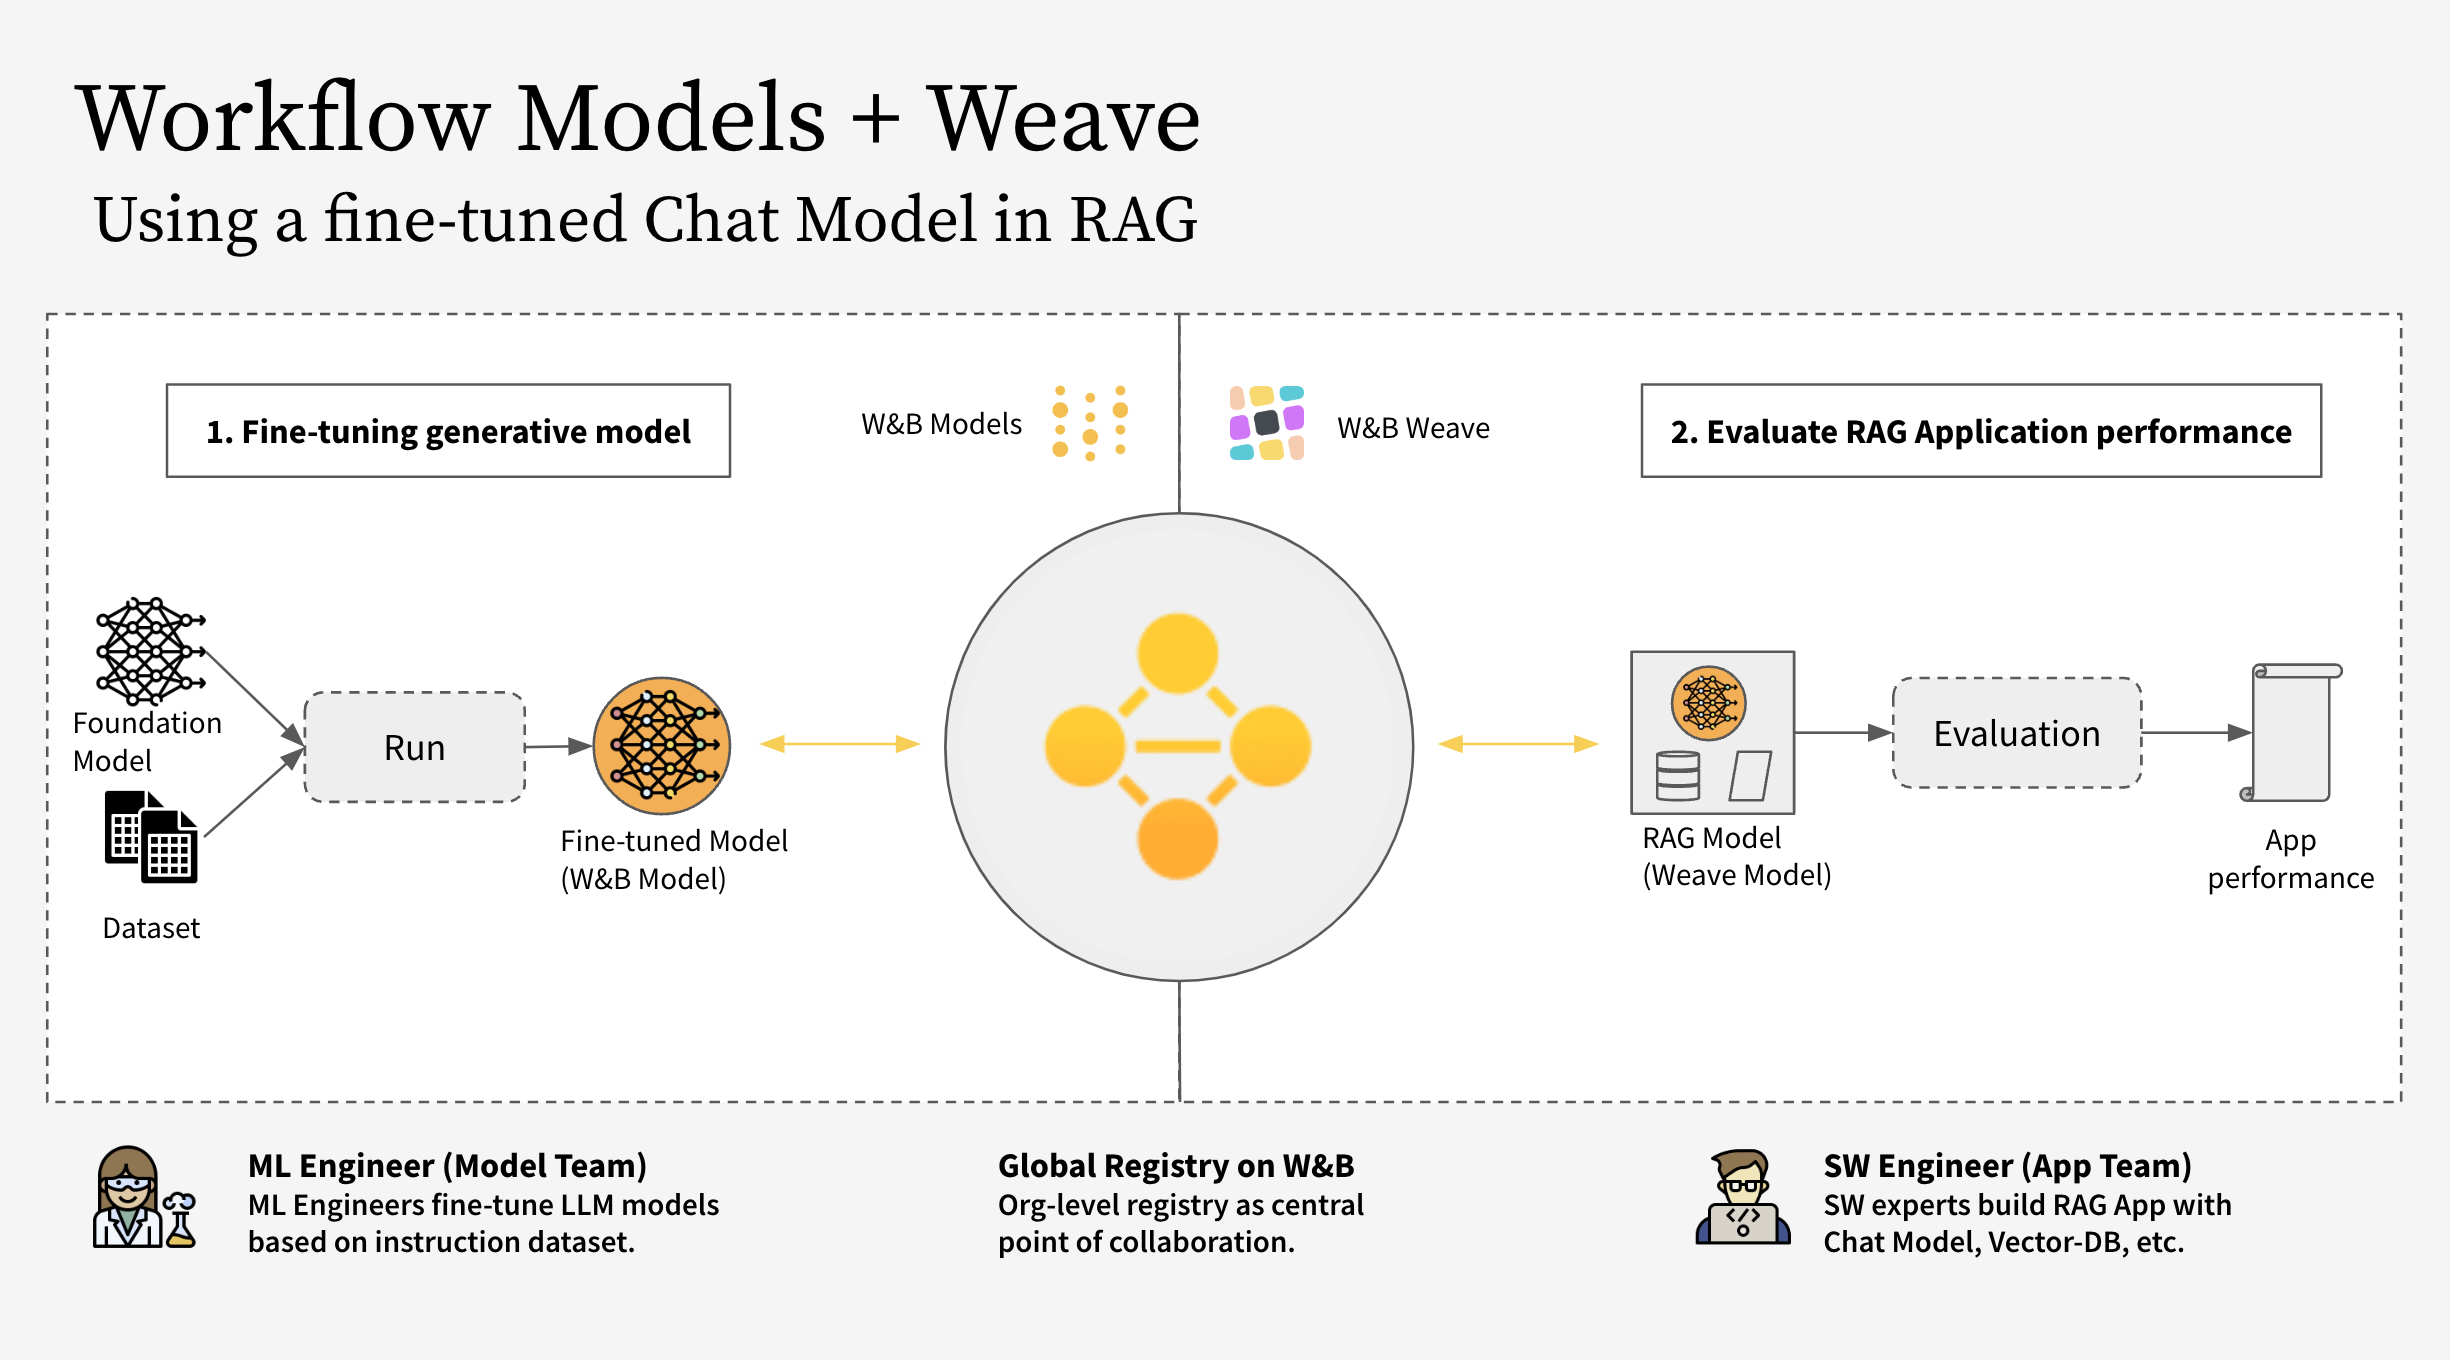 Workflow Models + Weave
Using a fine-tuned Chat Model in RAG
1. Fine-tuning generative model
W&B Models
W&B Weave
2. Evaluate RAG Application performance
Foundation
Model
Dataset
Run
Fine-tuned Model
(W&B Model)
RAG Model
(Weave Model)
Evaluation
App
performance
ML Engineer (Model Team)
ML Engineers fine-tune LLM models
based on instruction dataset.
Global Registry on W&B
Org-level registry as central
point of collaboration.
SW Engineer (App Team)
SW experts build RAG App with
Chat Model, Vector-DB, etc.